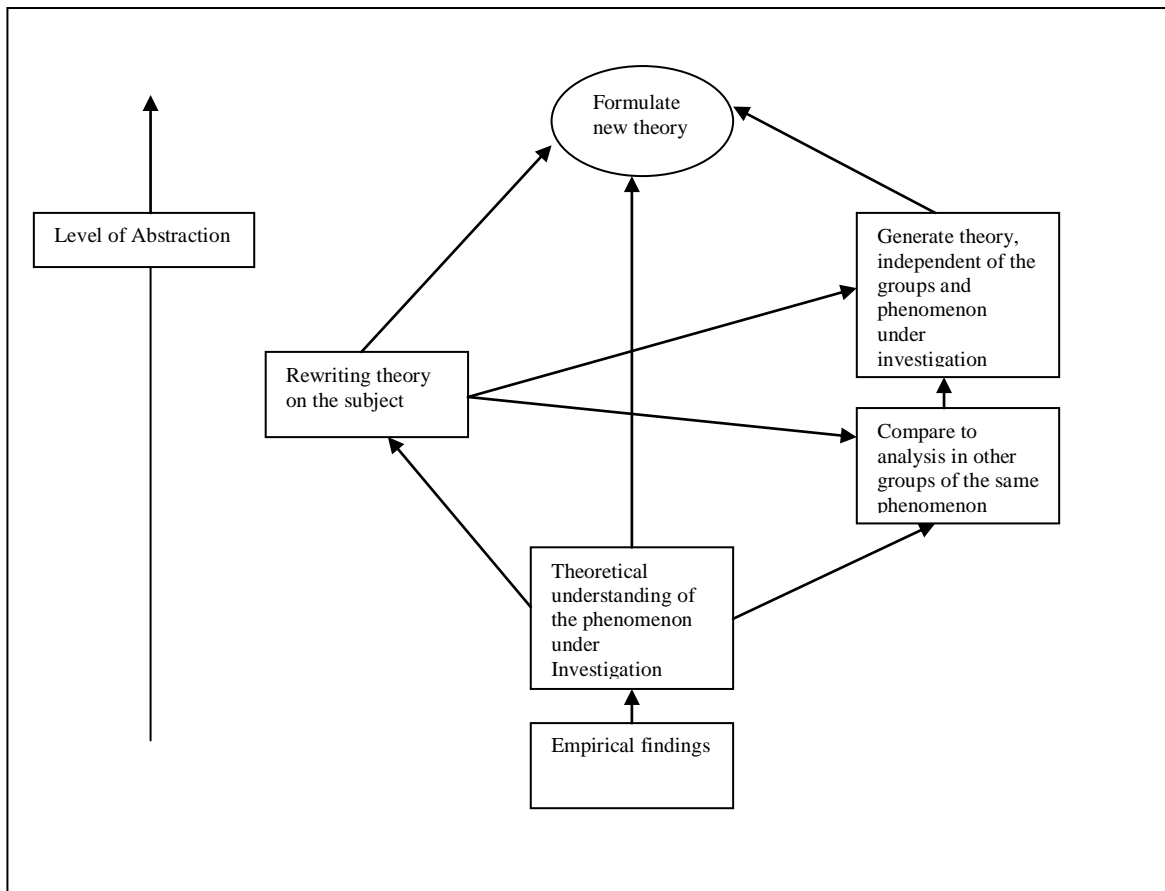 Formulate
new theory
Level of Abstraction
Generate theory,
independent of the
groups and
phenomenon
under
investigation
Rewriting theory
on the subject
Compare to
analysis in other
groups of the same
phenomenon
Theoretical
understanding of
the phenomenon
under
Investigation
Empirical findings